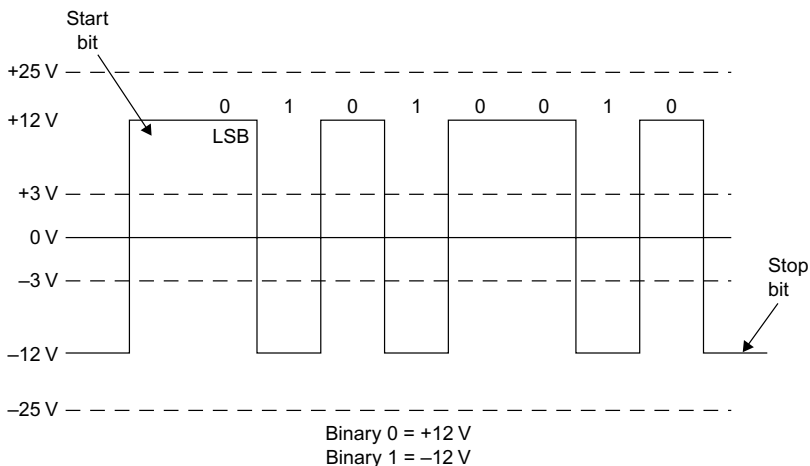 Start
bit
+25 V
0 1 0 1 0 0 1 0
+12 V
LSB
+3 V
0 V
–3 V
Stop
bit
–12 V
–25 V
Binary 0 = +12 V
Binary 1 = –12 V